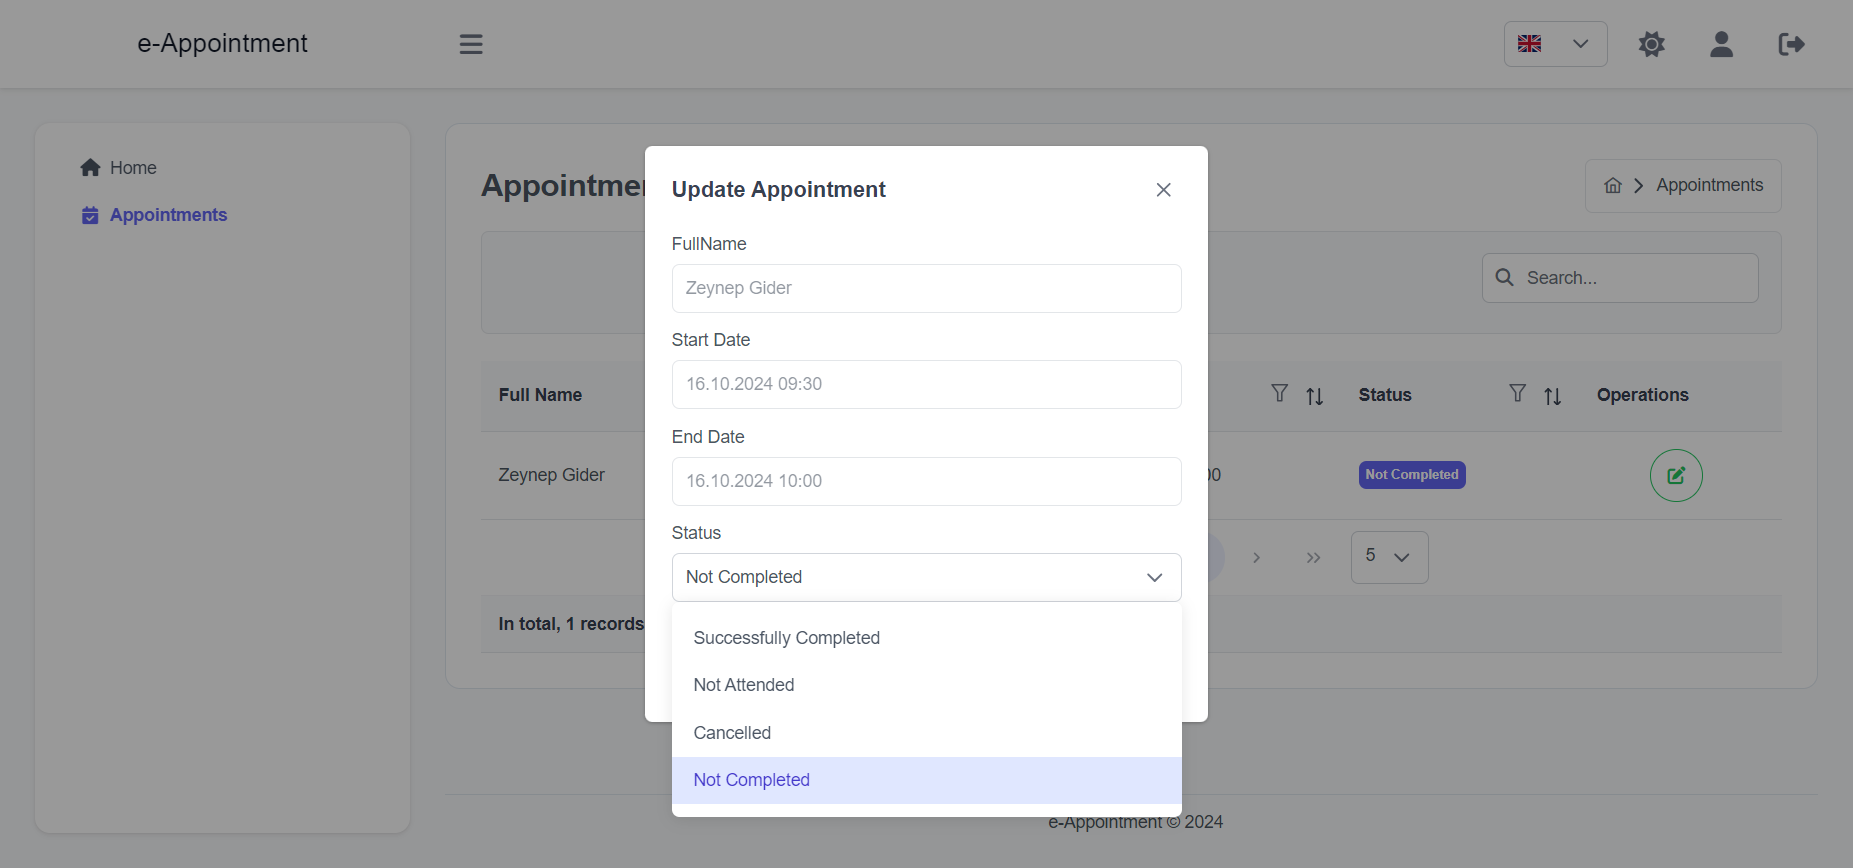 e-Appointment
Home
Appointments
Appointmen
Appointments
Search...
Full Name
Status
Operations
Zeynep Gider
00
Not Completed
5
In total, 1 records
Update Appointment
FullName
Zeynep Gider
Start Date
16.10.2024 09:30
End Date
16.10.2024 10:00
Status
Not Completed
Successfully Completed
Not Attended
Cancelled
Not Completed
e-Appointment © 2024